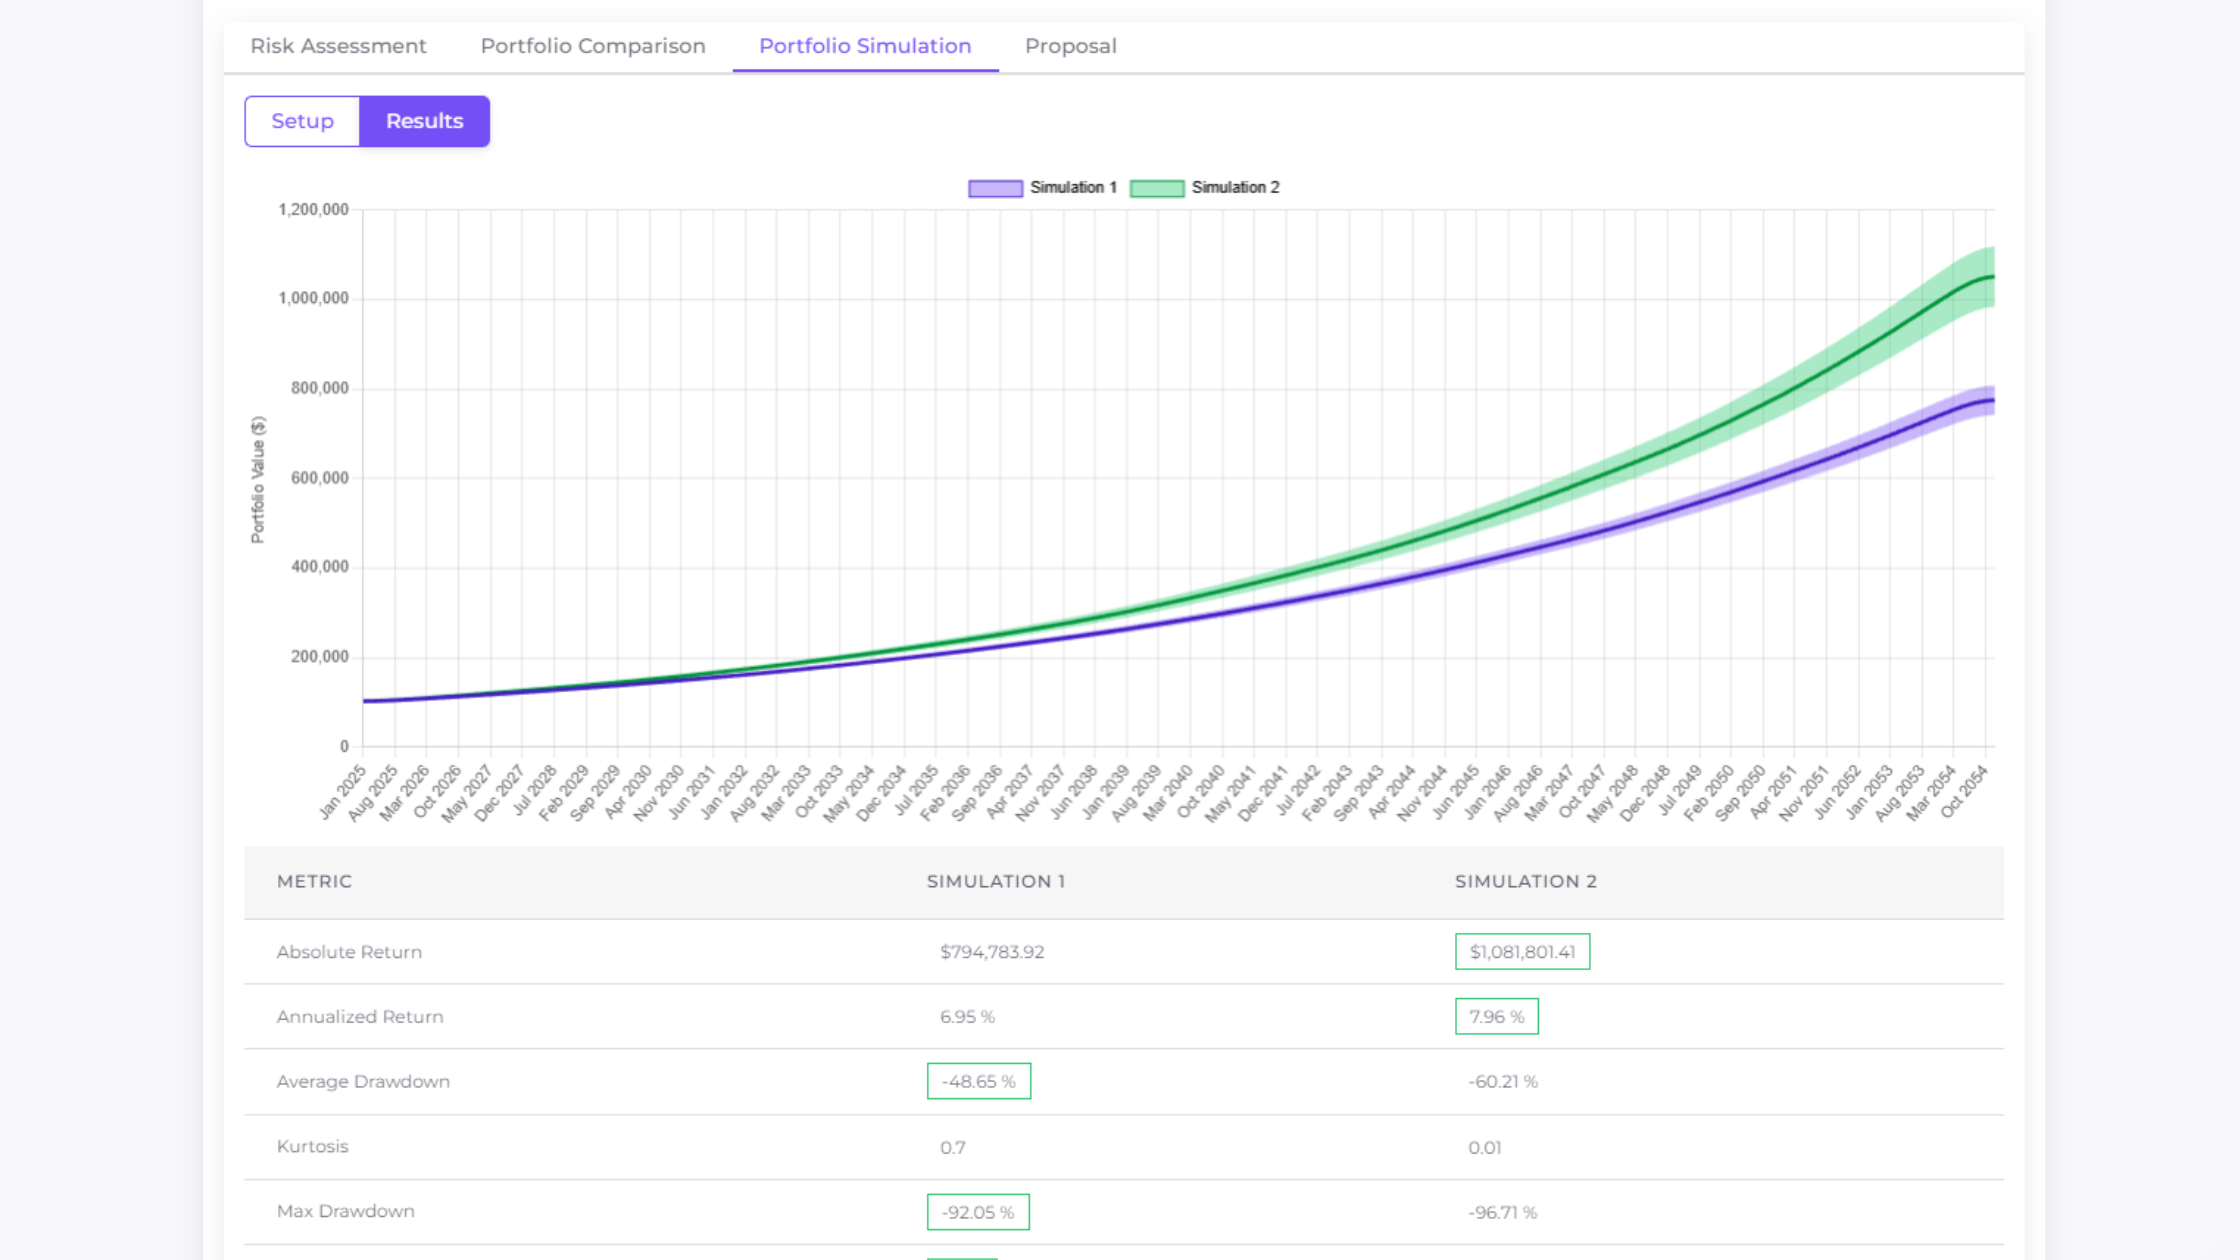 Risk Assessment Portfolio Comparison Portfolio Simulation Proposal
Setup Results
Simulation 1 Simulation 2
1,200,000
1,000,000
800,000
600,000
400,000
200,000
0
Portfolio Value ($)
Jan 2025 Aug 2025 Mar 2026 Oct 2026 May 2027 Dec 2027 Jul 2028 Feb 2029 Sep 2029 Apr 2030 Nov 2030 Jun 2031 Jan 2032 Aug 2032 Mar 2033 Oct 2033 May 2034 Dec 2034 Jul 2035 Feb 2036 Sep 2036 Apr 2037 Nov 2037 Jun 2038 Jan 2039 Aug 2039 Mar 2040 Oct 2040 May 2041 Dec 2041 Jul 2042 Feb 2043 Sep 2043 Apr 2044 Nov 2044 Jun 2045 Jan 2046 Aug 2046 Mar 2047 Oct 2047 May 2048 Dec 2048 Jul 2049 Feb 2050 Sep 2050 Apr 2051 Nov 2051 Jun 2052 Jan 2053 Aug 2053 Mar 2054 Oct 2054
METRIC SIMULATION 1 SIMULATION 2
Absolute Return $794,783.92 $1,081,801.41
Annualized Return 6.95 % 7.96 %
Average Drawdown -48.65 % -60.21 %
Kurtosis 0.7 0.01
Max Drawdown -92.05 % -96.71 %